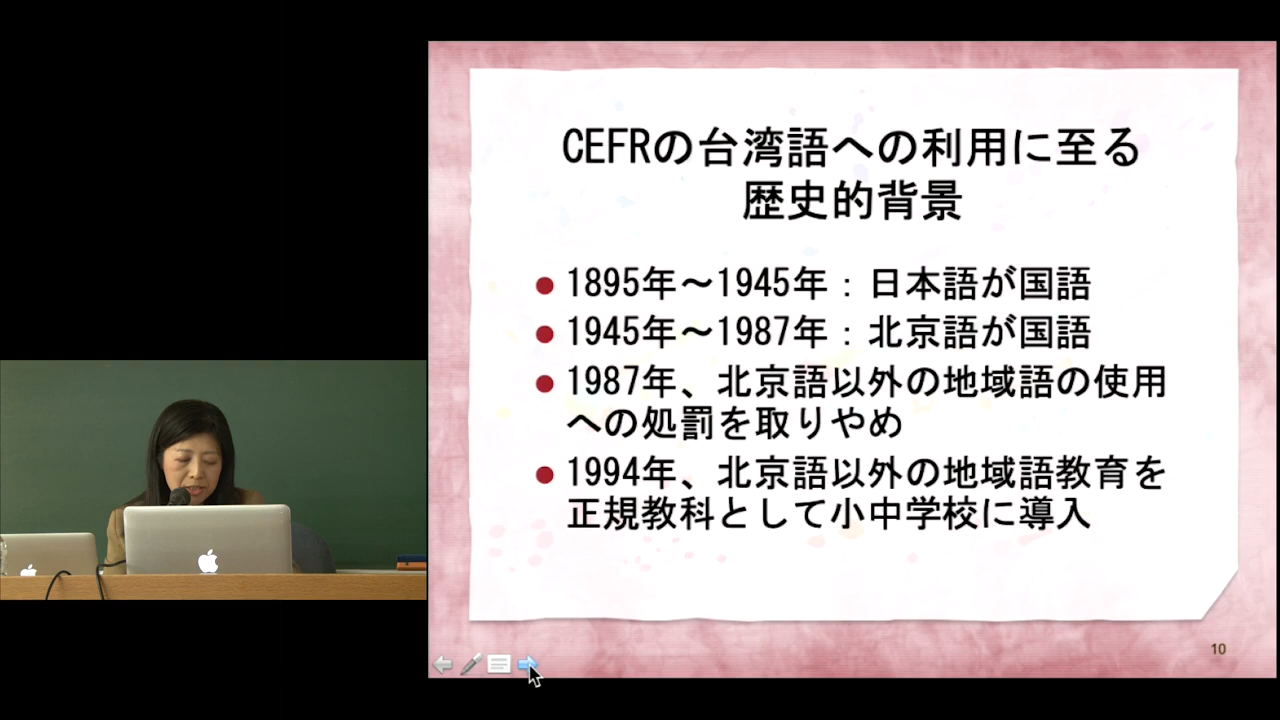 CEFRの台湾語への利用に至る
歴史的背景
1895年～1945年：日本語が国語
1945年～1987年：北京語が国語
1987年、北京語以外の地域語の使用
への処罰を取りやめ
1994年、北京語以外の地域語教育を
正規教科として小中学校に導入
10